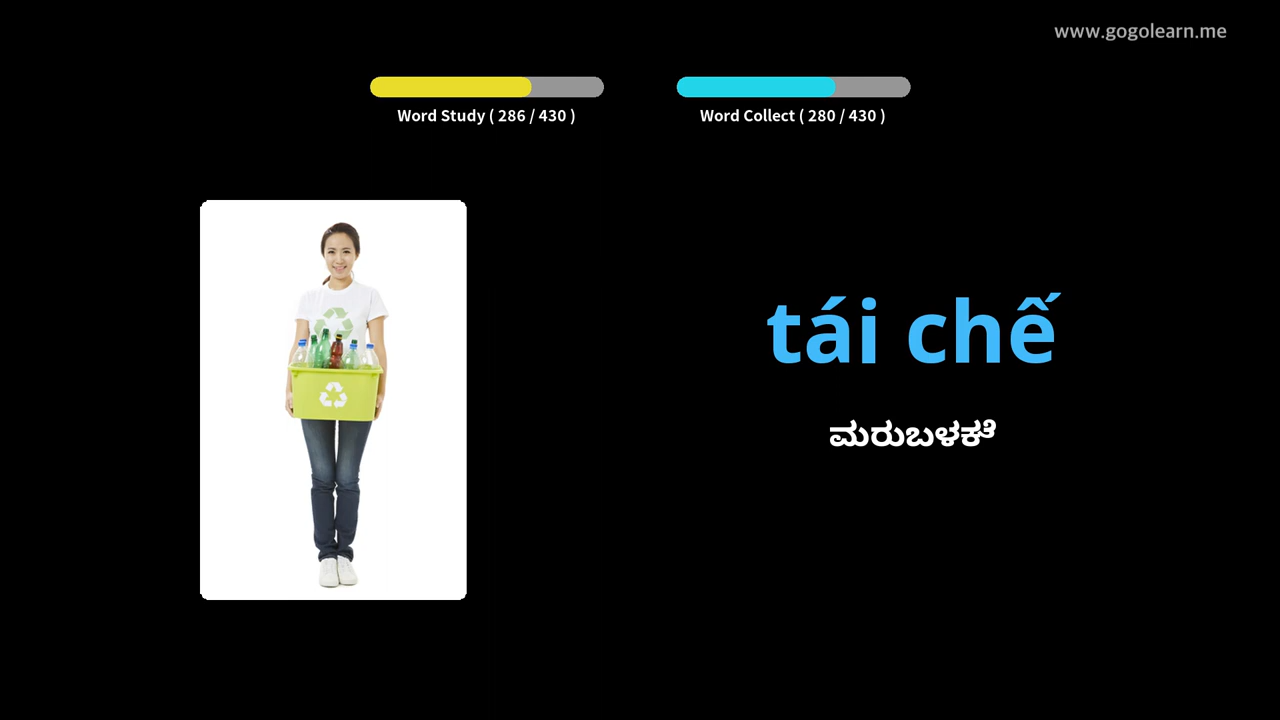 www.gogolearn.me
Word Study ( 286 / 430 )
Word Collect ( 280 / 430 )
tái chế
ಮರುಬಳಕೆ